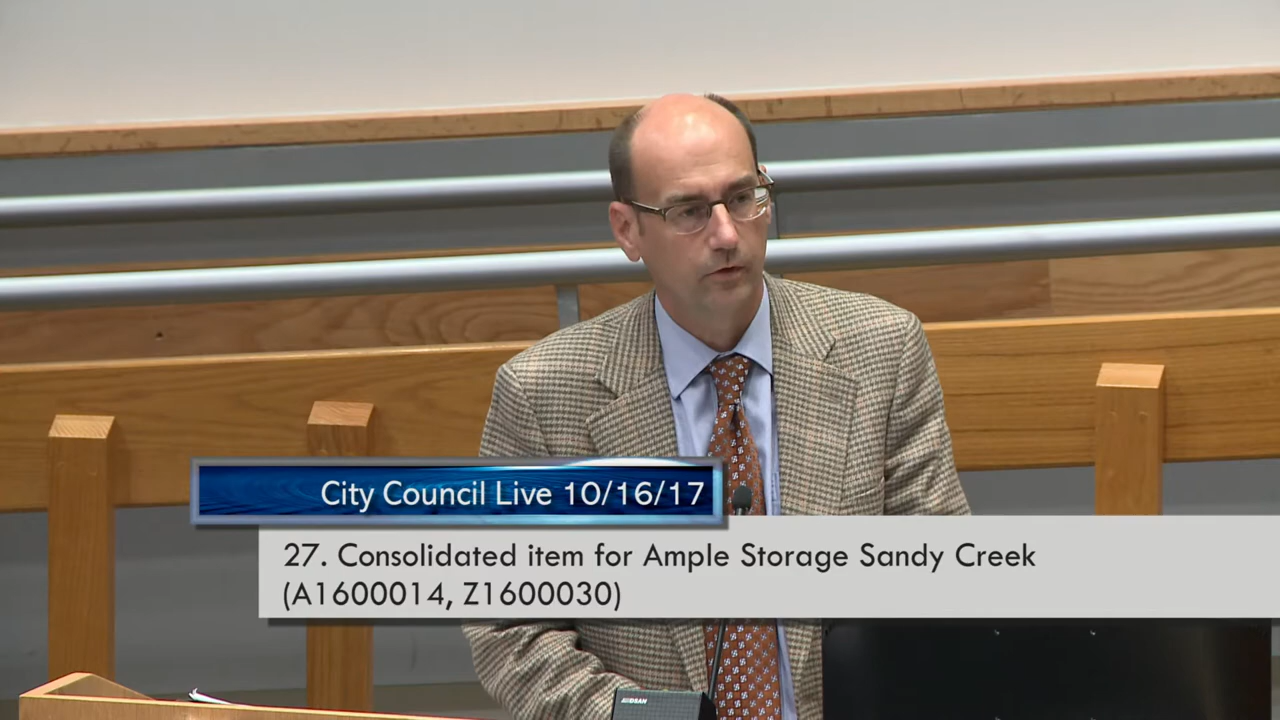 City Council Live 10/16/17
27. Consolidated item for Ample Storage Sandy Creek
(A1600014, Z1600030)